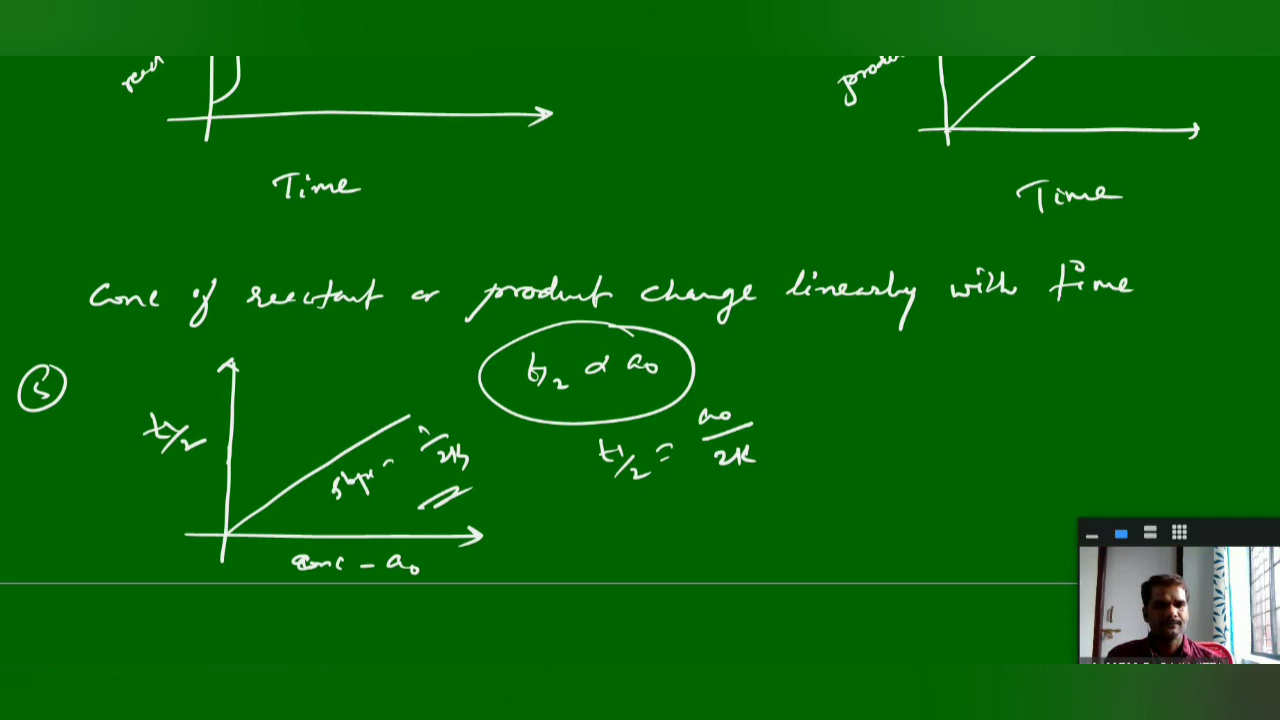 Time
Time
Conc of reactant or product change linearly with time
5
t1/2 ∝ a0
t1/2
slope = 1/2k
t1/2 = a0/2k
conc - a0